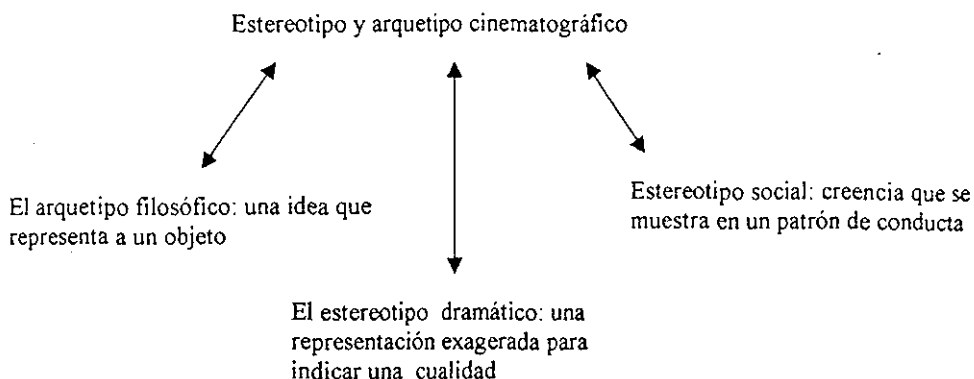 Estereotipo y arquetipo cinematográfico
El arquetipo filosófico: una idea que
representa a un objeto
Estereotipo social: creencia que se
muestra en un patrón de conducta
El estereotipo dramático: una
representación exagerada para
indicar una cualidad